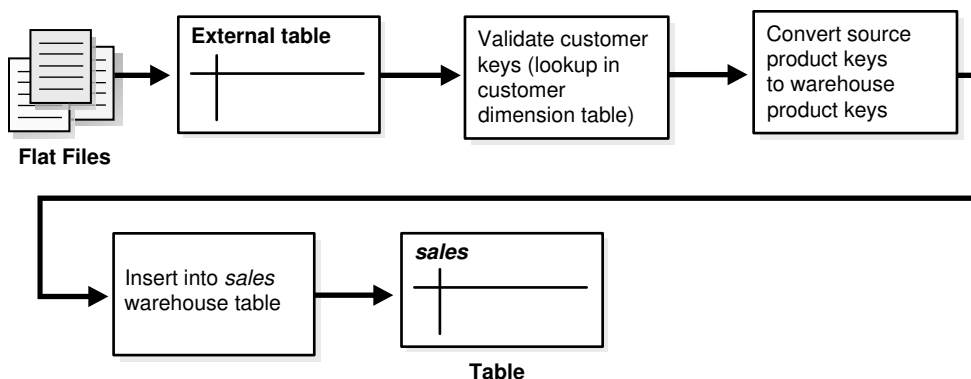 External table
Validate customer
keys (lookup in
customer
dimension table)
Convert source
product keys
to warehouse
product keys
Flat Files
Insert into sales
warehouse table
sales
Table